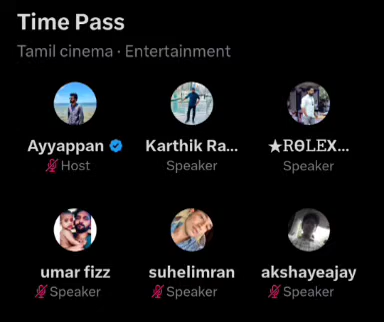 Time Pass
Tamil cinema · Entertainment
Ayyappan
Karthik Ra...
★RΘLEX...
Host
Speaker
Speaker
umar fizz
suhelimran
akshayeajay
Speaker
Speaker
Speaker